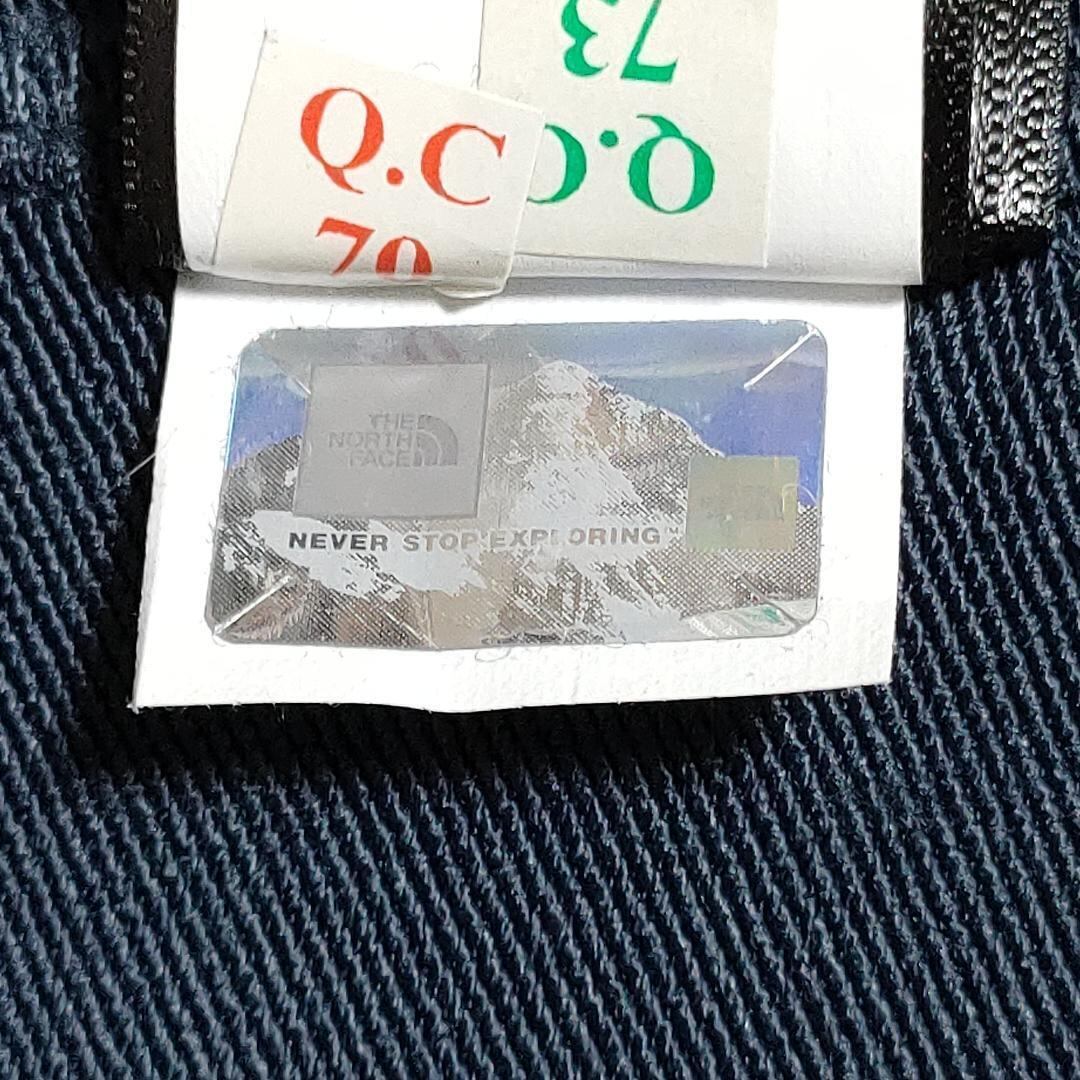 73
Q.C
Q.C
70
THE
NORTH
FACE
NEVER STOP EXPLORING™